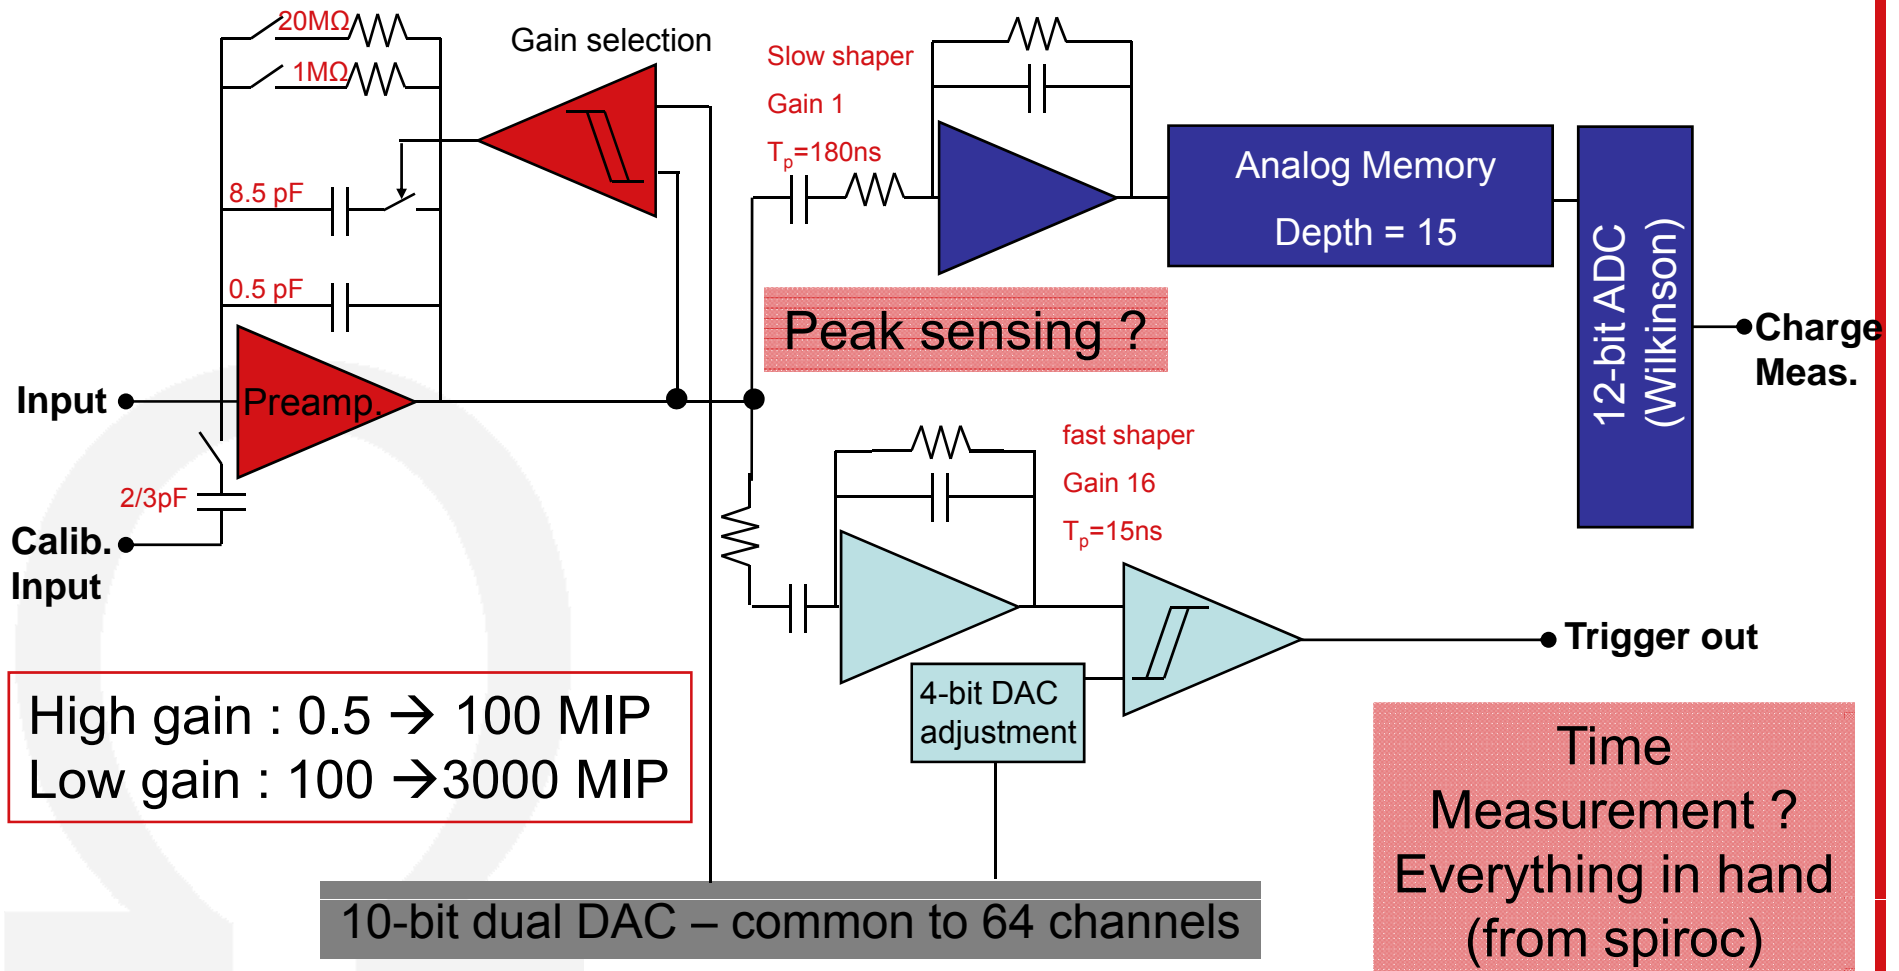 20MΩ
1MΩ
Gain selection
8.5 pF
0.5 pF
Preamp.
Input
2/3pF
Calib.
Input
Slow shaper
Gain 1
Tp=180ns
Analog Memory
Depth = 15
12-bit ADC
(Wilkinson)
Charge
Meas.
Peak sensing ?
fast shaper
Gain 16
Tp=15ns
Trigger out
4-bit DAC
adjustment
High gain : 0.5 → 100 MIP
Low gain : 100 →3000 MIP
10-bit dual DAC – common to 64 channels
Time
Measurement ?
Everything in hand
(from spiroc)